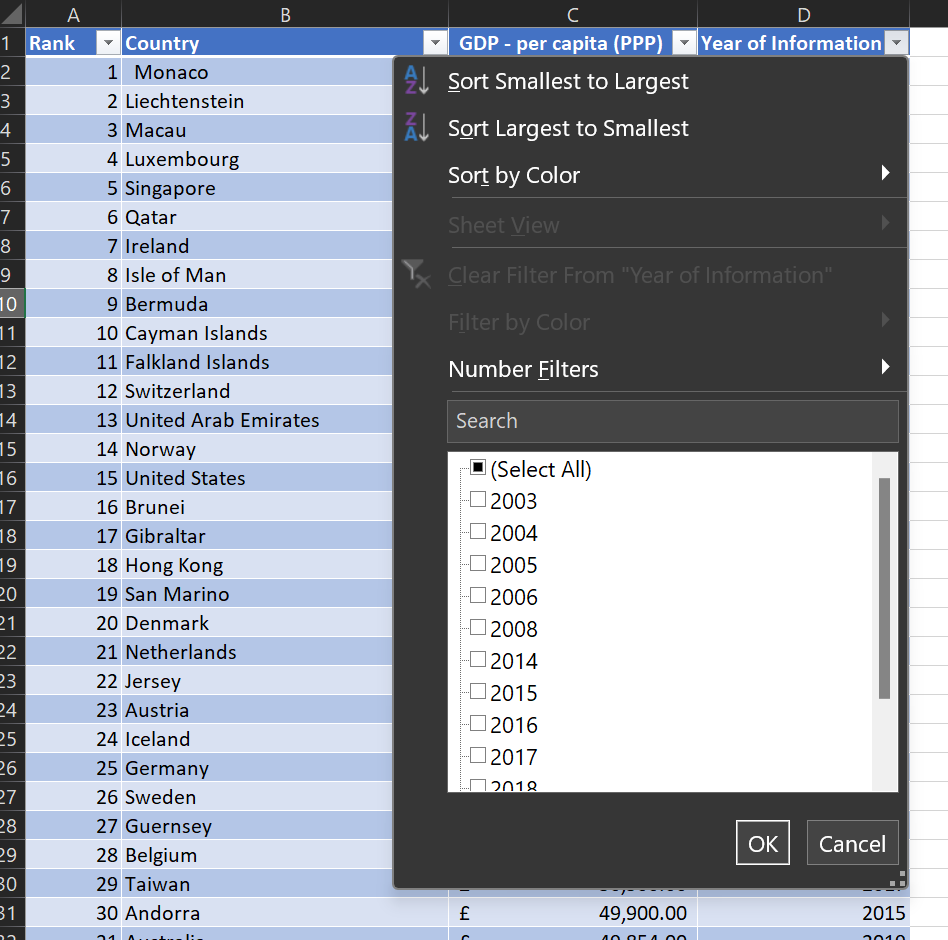 A B C D
1 Rank Country GDP - per capita (PPP) Year of Information
2 1 Monaco
3 2 Liechtenstein
4 3 Macau
5 4 Luxembourg
6 5 Singapore
7 6 Qatar
8 7 Ireland
9 8 Isle of Man
10 9 Bermuda
11 10 Cayman Islands
12 11 Falkland Islands
13 12 Switzerland
14 13 United Arab Emirates
15 14 Norway
16 15 United States
17 16 Brunei
18 17 Gibraltar
19 18 Hong Kong
20 19 San Marino
21 20 Denmark
22 21 Netherlands
23 22 Jersey
24 23 Austria
25 24 Iceland
26 25 Germany
27 26 Sweden
28 27 Guernsey
29 28 Belgium
30 29 Taiwan
31 30 Andorra £ 49,900.00 2015
31 Australia 49,854.00 2019
Sort Smallest to Largest
Sort Largest to Smallest
Sort by Color
Sheet View
Clear Filter From "Year of Information"
Filter by Color
Number Filters
Search
(Select All)
2003
2004
2005
2006
2008
2014
2015
2016
2017
2018
OK Cancel